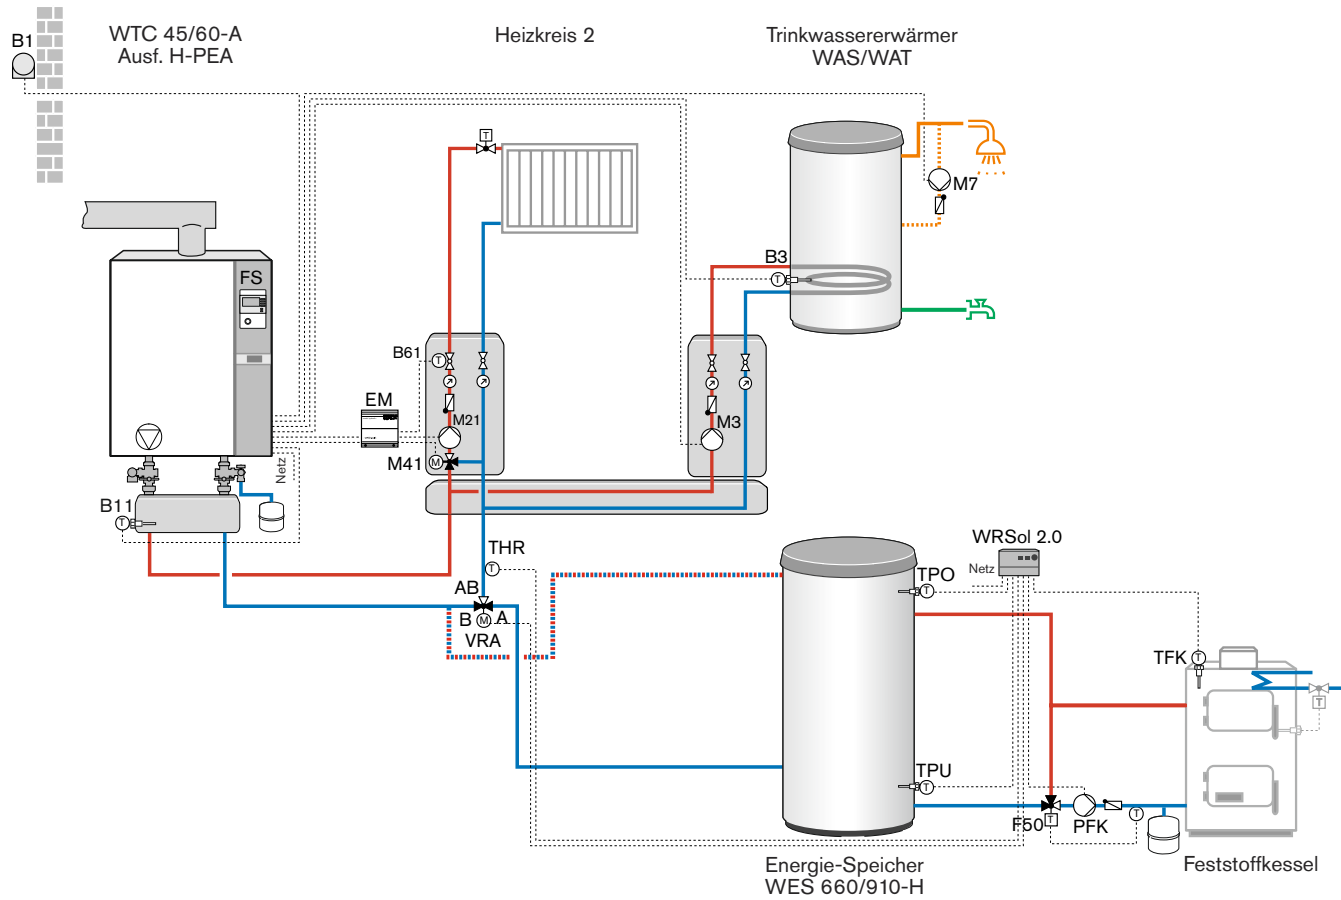 WTC 45/60-A
Ausf. H-PEA
Heizkreis 2
Trinkwassererwärmer
WAS/WAT
B1
T
M7
FS
B3
T
B61
T
EM
M21
M3
M41
M
Netz
B11
T
THR
T
AB
B
M
A
VRA
WRSol 2.0
Netz
TPO
T
TFK
T
T
TPU
T
F50
T
PFK
T
Feststoffkessel
Energie-Speicher
WES 660/910-H